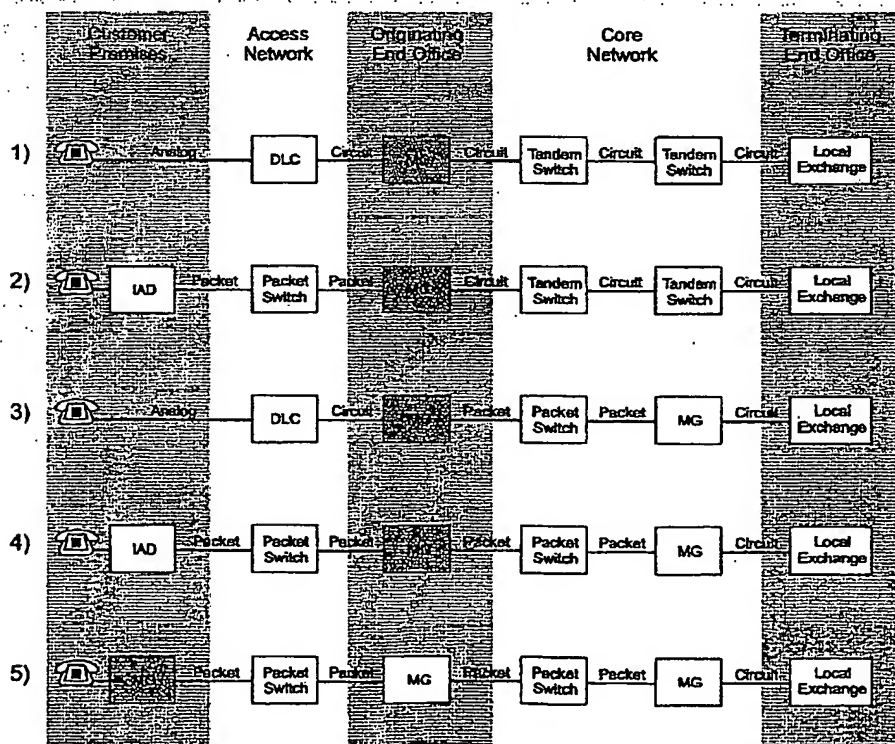 Customer Premises Access Network Originating End Office Core Network Terminating End Office
1) Analog DLC Circuit MG Circuit Tandem Switch Circuit Tandem Switch Circuit Local Exchange
2) IAD Packet Packet Switch Packet MG Circuit Tandem Switch Circuit Tandem Switch Circuit Local Exchange
3) Analog DLC Circuit Packet Packet Switch Packet MG Circuit Local Exchange
4) IAD Packet Packet Switch Packet Packet Packet Switch Packet MG Circuit Local Exchange
5) Packet Packet Switch Packet MG Packet Packet Switch Packet MG Circuit Local Exchange